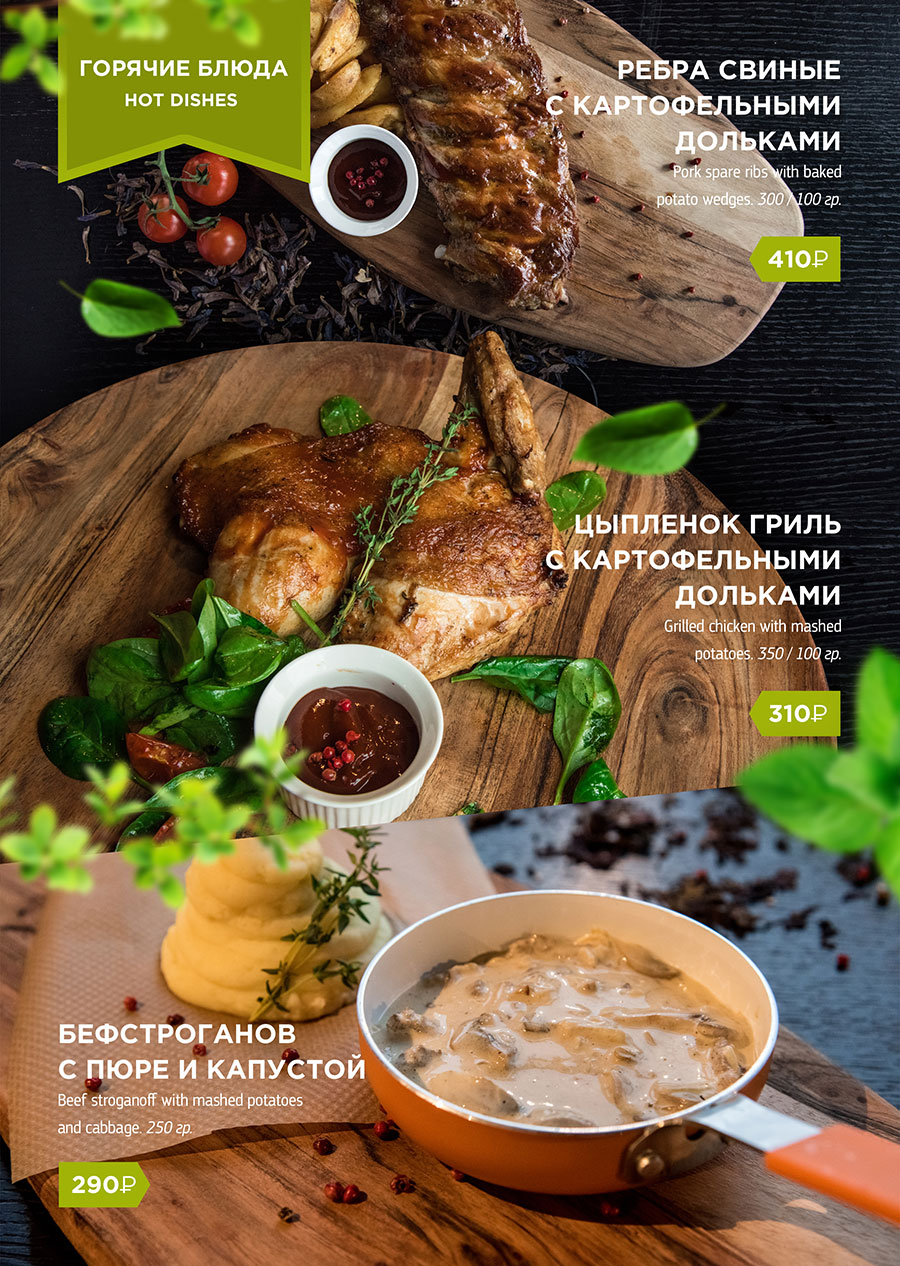 ГОРЯЧИЕ БЛЮДА
HOT DISHES
РЕБРА СВИНЫЕ
С КАРТОФЕЛЬНЫМИ
ДОЛЬКАМИ
Pork spare ribs with baked
potato wedges. 300 / 100 гр.
410₽
ЦЫПЛЕНОК ГРИЛЬ
С КАРТОФЕЛЬНЫМИ
ДОЛЬКАМИ
Grilled chicken with mashed
potatoes. 350 / 100 гр.
310₽
БЕФСТРОГАНОВ
С ПЮРЕ И КАПУСТОЙ
Beef stroganoff with mashed potatoes
and cabbage. 250 гр.
290₽